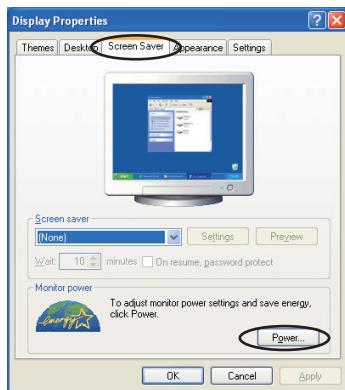 Display Properties
Themes Desktop Screen Saver Appearance Settings
Screen saver
(None) Settings Preview
Wait: 10 minutes On resume, password protect
Monitor power
To adjust monitor power settings and save energy,
click Power.
energy
Power...
OK Cancel Apply